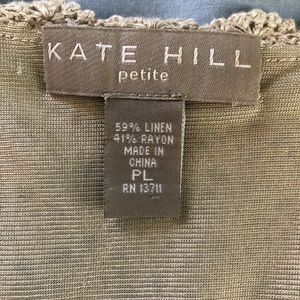 KATE HILL
petite
59% LINEN
41% RAYON
MADE IN
CHINA
PL
RN 13711